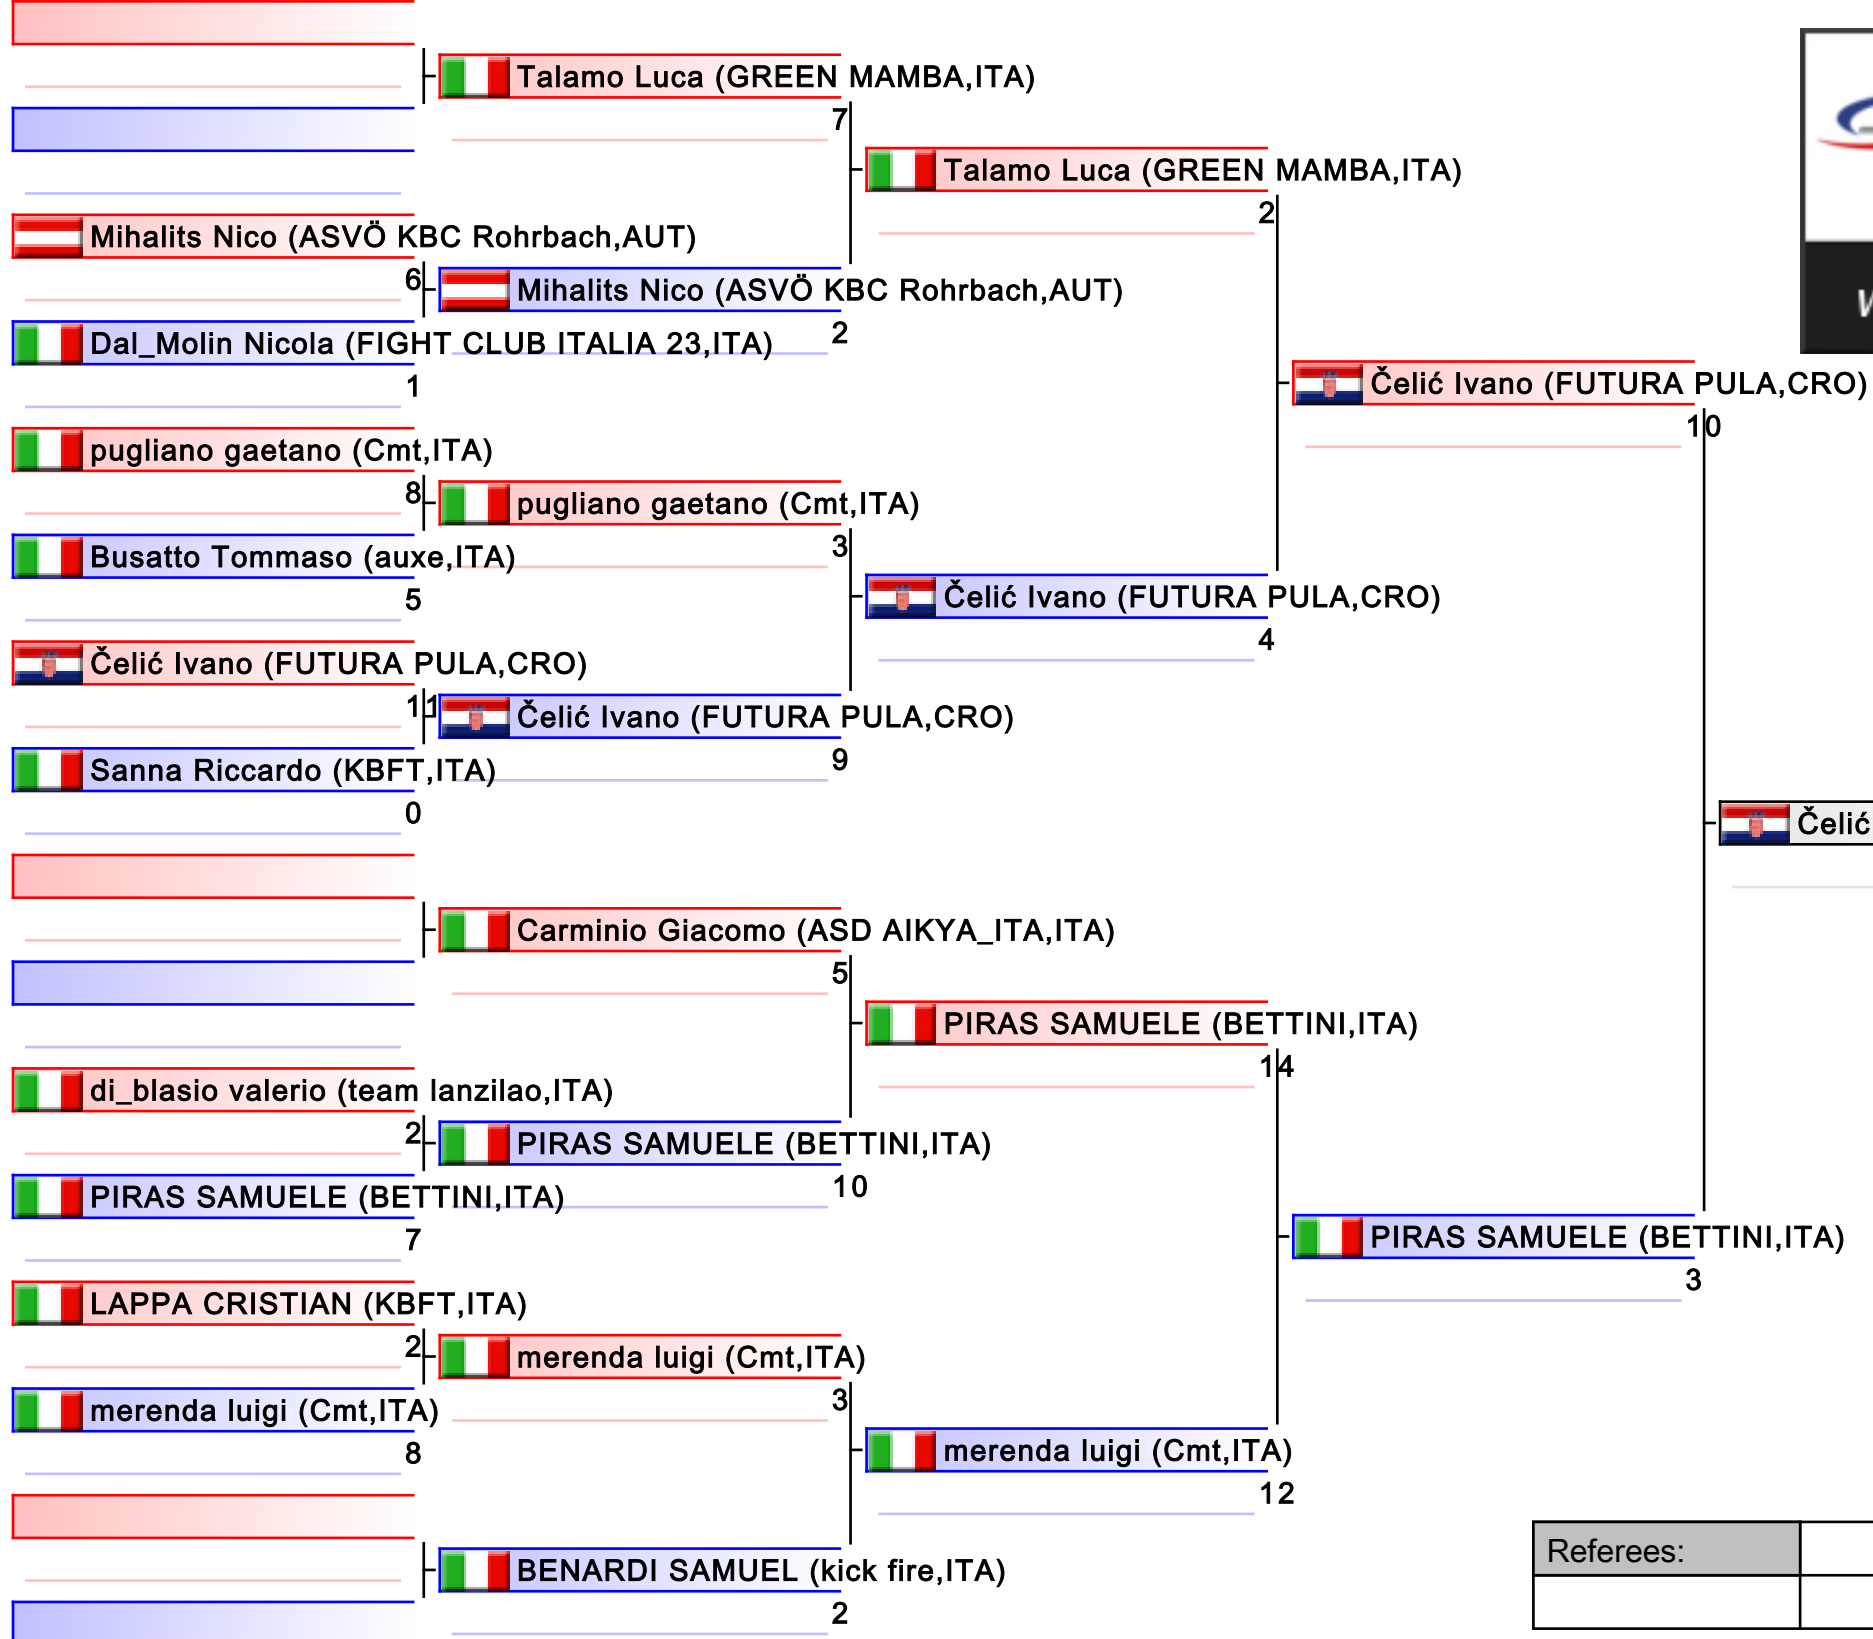 Talamo Luca (GREEN MAMBA,ITA)
7
Talamo Luca (GREEN MAMBA,ITA)
2
Mihalits Nico (ASVÖ KBC Rohrbach,AUT)
6
Mihalits Nico (ASVÖ KBC Rohrbach,AUT)
2
Dal_Molin Nicola (FIGHT CLUB ITALIA 23,ITA)
1
Čelić Ivano (FUTURA PULA,CRO)
10
pugliano gaetano (Cmt,ITA)
8
pugliano gaetano (Cmt,ITA)
3
Busatto Tommaso (auxe,ITA)
5
Čelić Ivano (FUTURA PULA,CRO)
4
Čelić Ivano (FUTURA PULA,CRO)
11
Čelić Ivano (FUTURA PULA,CRO)
9
Sanna Riccardo (KBFT,ITA)
0
Čelić
Carminio Giacomo (ASD AIKYA_ITA,ITA)
5
PIRAS SAMUELE (BETTINI,ITA)
14
di_blasio valerio (team lanzilao,ITA)
2
PIRAS SAMUELE (BETTINI,ITA)
10
PIRAS SAMUELE (BETTINI,ITA)
7
PIRAS SAMUELE (BETTINI,ITA)
3
LAPPA CRISTIAN (KBFT,ITA)
2
merenda luigi (Cmt,ITA)
3
merenda luigi (Cmt,ITA)
8
merenda luigi (Cmt,ITA)
12
BENARDI SAMUEL (kick fire,ITA)
2
Referees: